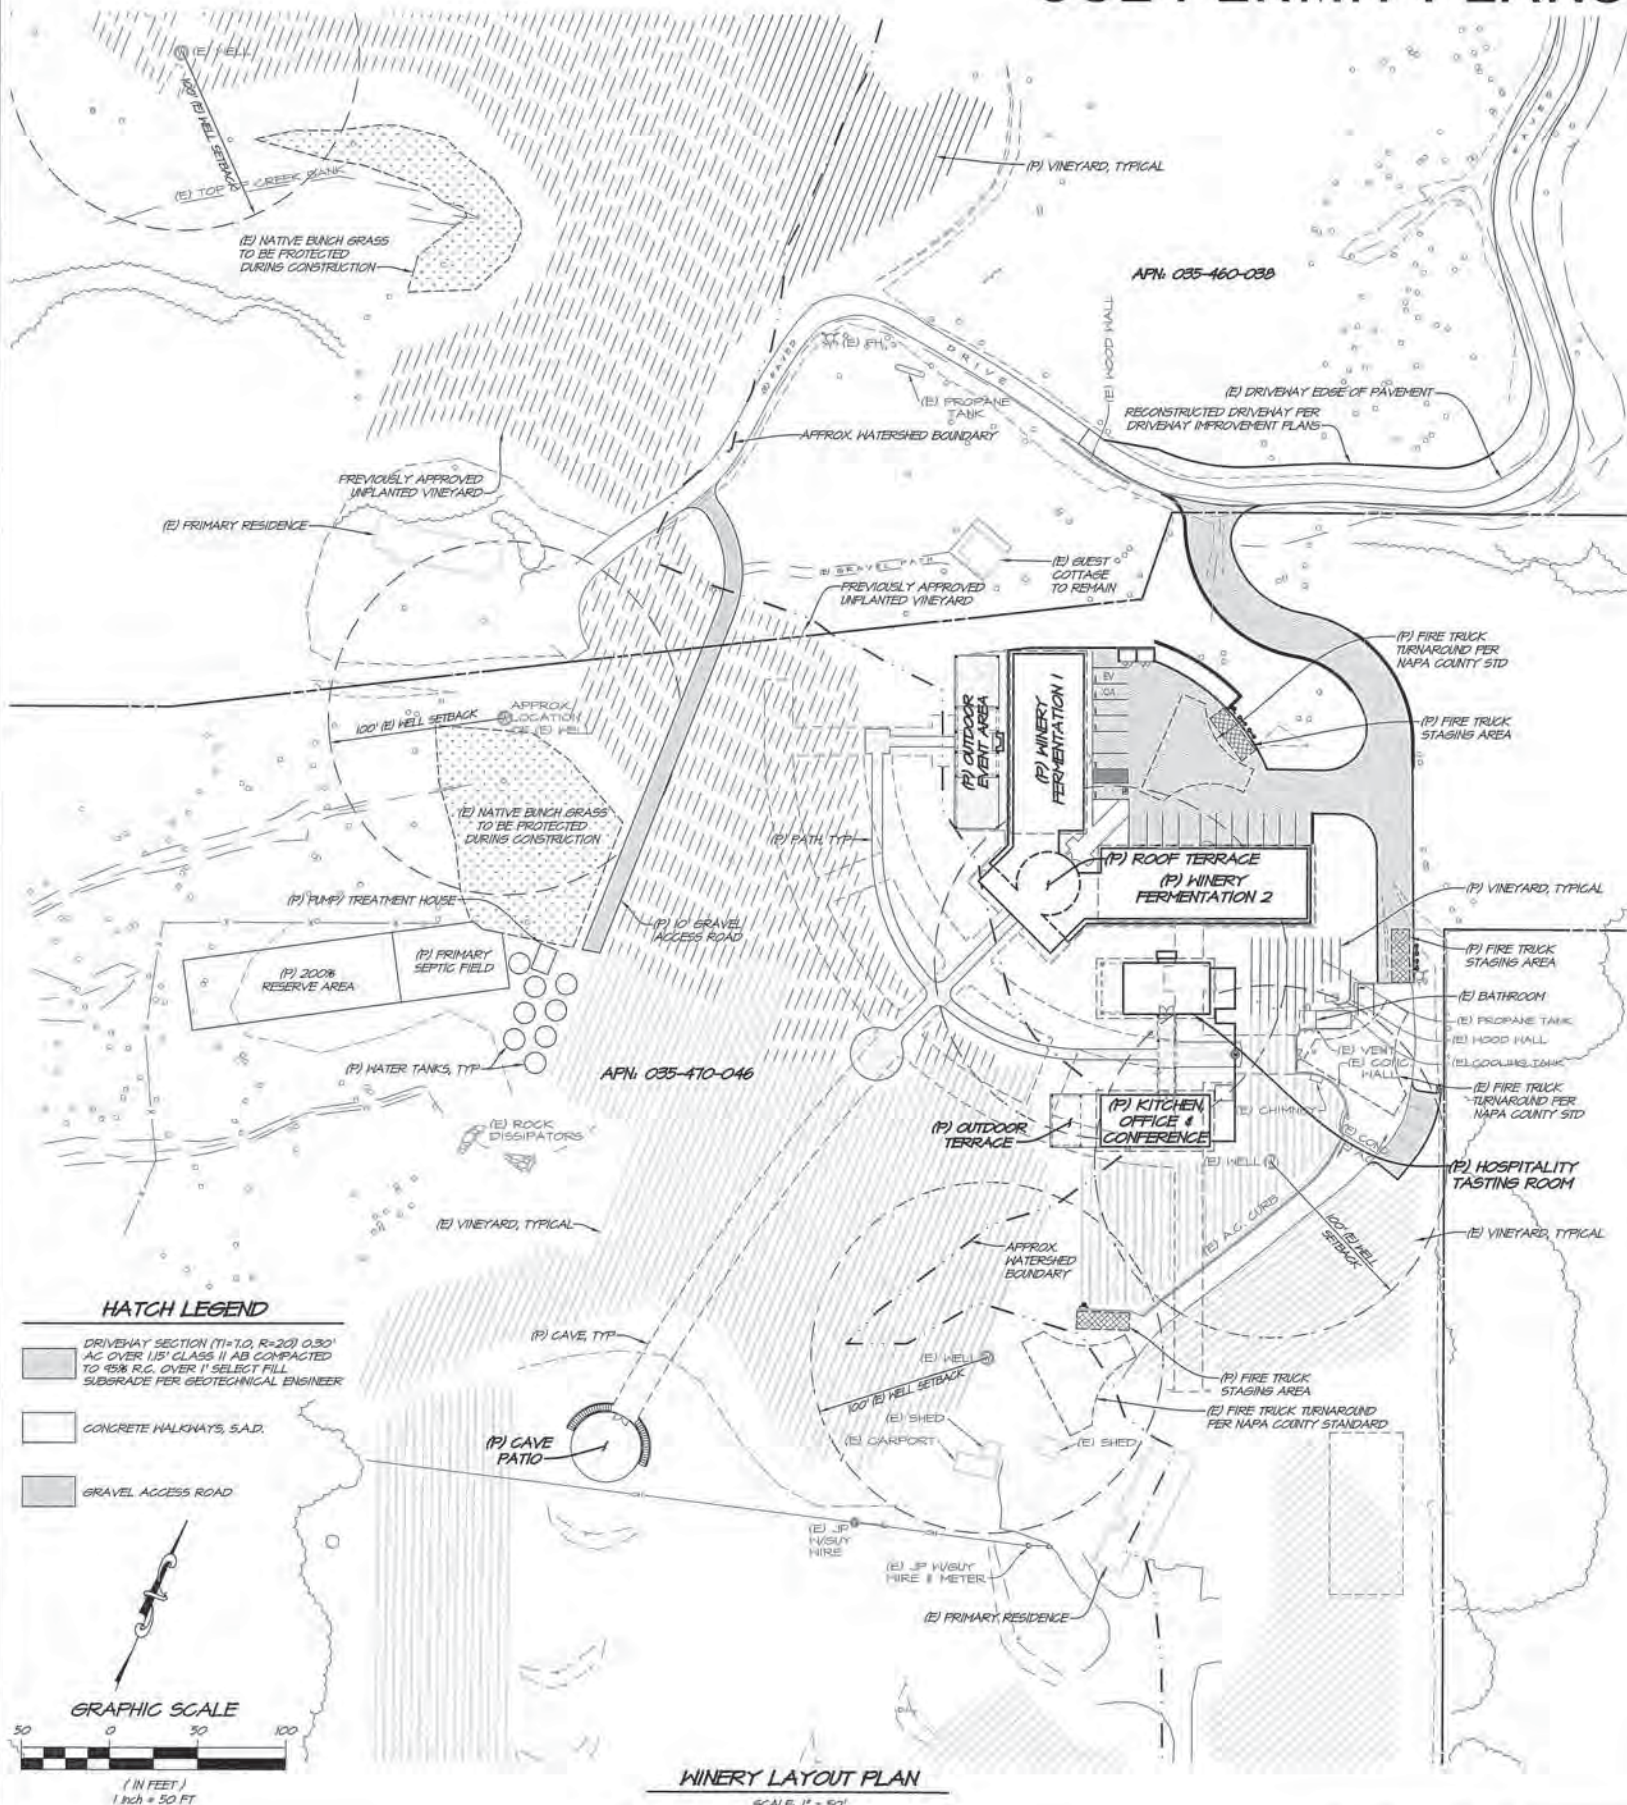 (E) WELL
100' (E) WELL SETBACK
(E) TOP OF CREEK BANK
(E) NATIVE BUNCH GRASS
TO BE PROTECTED
DURING CONSTRUCTION
(P) VINEYARD, TYPICAL
PAVED
APN: 035-460-038
(E) PAVED
DRIVE
(E) FH
(E) PROPANE
TANK
(E) WOOD WALL
(E) DRIVEWAY EDGE OF PAVEMENT
RECONSTRUCTED DRIVEWAY PER
DRIVEWAY IMPROVEMENT PLANS
APPROX. WATERSHED BOUNDARY
PREVIOUSLY APPROVED
UNPLANTED VINEYARD
(E) PRIMARY RESIDENCE
(E) GRAVEL PATH
(E) GUEST
COTTAGE
TO REMAIN
PREVIOUSLY APPROVED
UNPLANTED VINEYARD
(P) FIRE TRUCK
TURNAROUND PER
NAPA COUNTY STD
EV
(P) OUTDOOR
EVENT AREA
(P) WINERY
FERMENTATION 1
(P) FIRE TRUCK
STAGING AREA
100' (E) WELL SETBACK
APPROX.
LOCATION
OF (E) WELL
(E) NATIVE BUNCH GRASS
TO BE PROTECTED
DURING CONSTRUCTION
(P) PATH, TYP
(P) ROOF TERRACE
(P) WINERY
FERMENTATION 2
(P) PUMP/ TREATMENT HOUSE
(P) 10' GRAVEL
ACCESS ROAD
(P) VINEYARD, TYPICAL
(P) 200%
RESERVE AREA
(P) PRIMARY
SEPTIC FIELD
(P) FIRE TRUCK
STAGING AREA
(E) BATHROOM
(E) PROPANE TANK
(E) WOOD WALL
(E) VENT
(E) COOLING TANK
(E) CONC.
WALL
(P) WATER TANKS, TYP
APN: 035-470-046
(E) FIRE TRUCK
TURNAROUND PER
NAPA COUNTY STD
(E) CHIMNEY
(P) KITCHEN,
OFFICE &
CONFERENCE
(E) ROCK
DISSIPATORS
(P) OUTDOOR
TERRACE
(E) WELL
(P) HOSPITALITY
TASTING ROOM
(E) VINEYARD, TYPICAL
(E) A.C. CURB
100' (E) WELL
SETBACK
(E) VINEYARD, TYPICAL
APPROX.
WATERSHED
BOUNDARY
HATCH LEGEND
DRIVEWAY SECTION (TI=7.0, R=20) 0.30'
AC OVER 1.15' CLASS II AB COMPACTED
TO 95% R.C. OVER 1' SELECT FILL
SUBGRADE PER GEOTECHNICAL ENGINEER
CONCRETE WALKWAYS, S.A.D.
GRAVEL ACCESS ROAD
(P) CAVE, TYP
(E) WELL
100' (E) WELL SETBACK
(P) FIRE TRUCK
STAGING AREA
(E) FIRE TRUCK TURNAROUND
PER NAPA COUNTY STANDARD
(E) SHED
(E) CARPORT
(E) SHED
(P) CAVE
PATIO
(E) JP
W/GUY
WIRE
(E) JP W/GUY
WIRE & METER
(E) PRIMARY RESIDENCE
GRAPHIC SCALE
50 0 50 100
( IN FEET )
1 inch = 50 FT
WINERY LAYOUT PLAN
SCALE: 1" = 50'